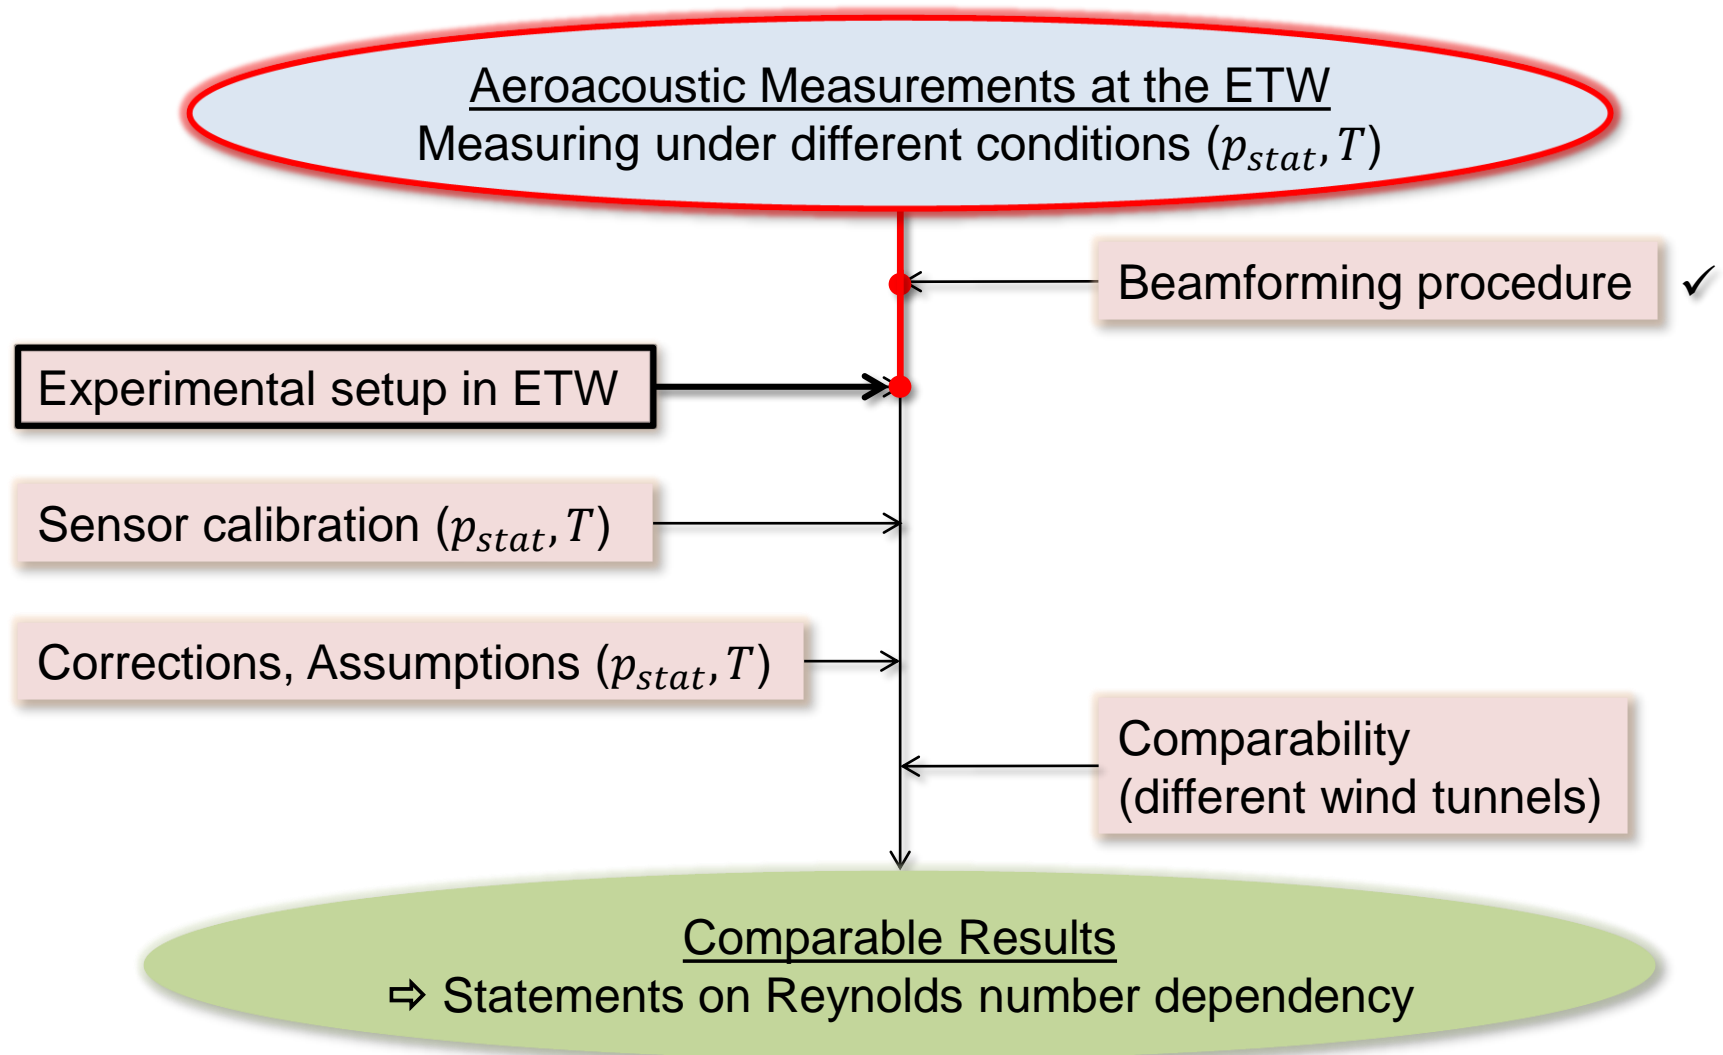 Aeroacoustic Measurements at the ETW
Measuring under different conditions (p_stat, T)
Beamforming procedure ✓
Experimental setup in ETW
Sensor calibration (p_stat, T)
Corrections, Assumptions (p_stat, T)
Comparability
(different wind tunnels)
Comparable Results
⇨ Statements on Reynolds number dependency